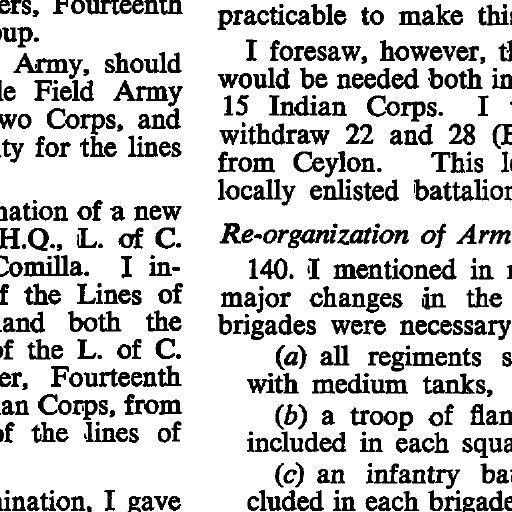 ers, Fourteenth
oup.
Army, should
le Field Army
wo Corps, and
ty for the lines
nation of a new
H.Q., L. of C.
Comilla. I in-
f the Lines of
and both the
of the L. of C.
er, Fourteenth
ian Corps, from
of the lines of
mination, I gave
practicable to make this
I foresaw, however, th
would be needed both in
15 Indian Corps. I
withdraw 22 and 28 (E
from Ceylon. This le
locally enlisted battalion
Re-organization of Arm
140. I mentioned in
major changes in the
brigades were necessary
(a) all regiments s
with medium tanks,
(b) a troop of flam
included in each squa
(c) an infantry bat
cluded in each brigade